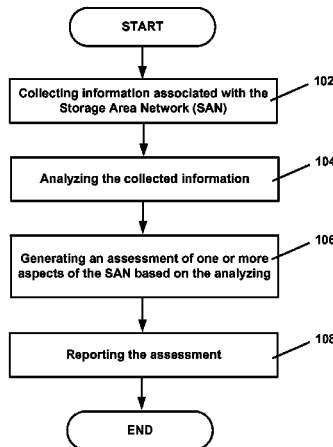 START
102
Collecting information associated with the
Storage Area Network (SAN)
104
Analyzing the collected information
106
Generating an assessment of one or more
aspects of the SAN based on the analyzing
108
Reporting the assessment
END